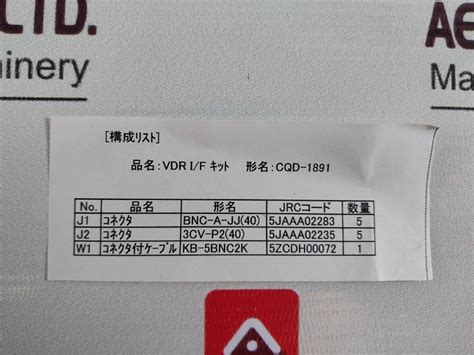 LTD.
AE
hinery
Ma
[構成リスト]
品名:VDR I/F キット 形名:CQD-1891
No. 品名 形名 JRCコード 数量
J1 コネクタ BNC-A-JJ(40) 5JAAA02283 5
J2 コネクタ 3CV-P2(40) 5JAAA02235 5
W1 コネクタ付ケーブル KB-5BNC2K 5ZCDH00072 1